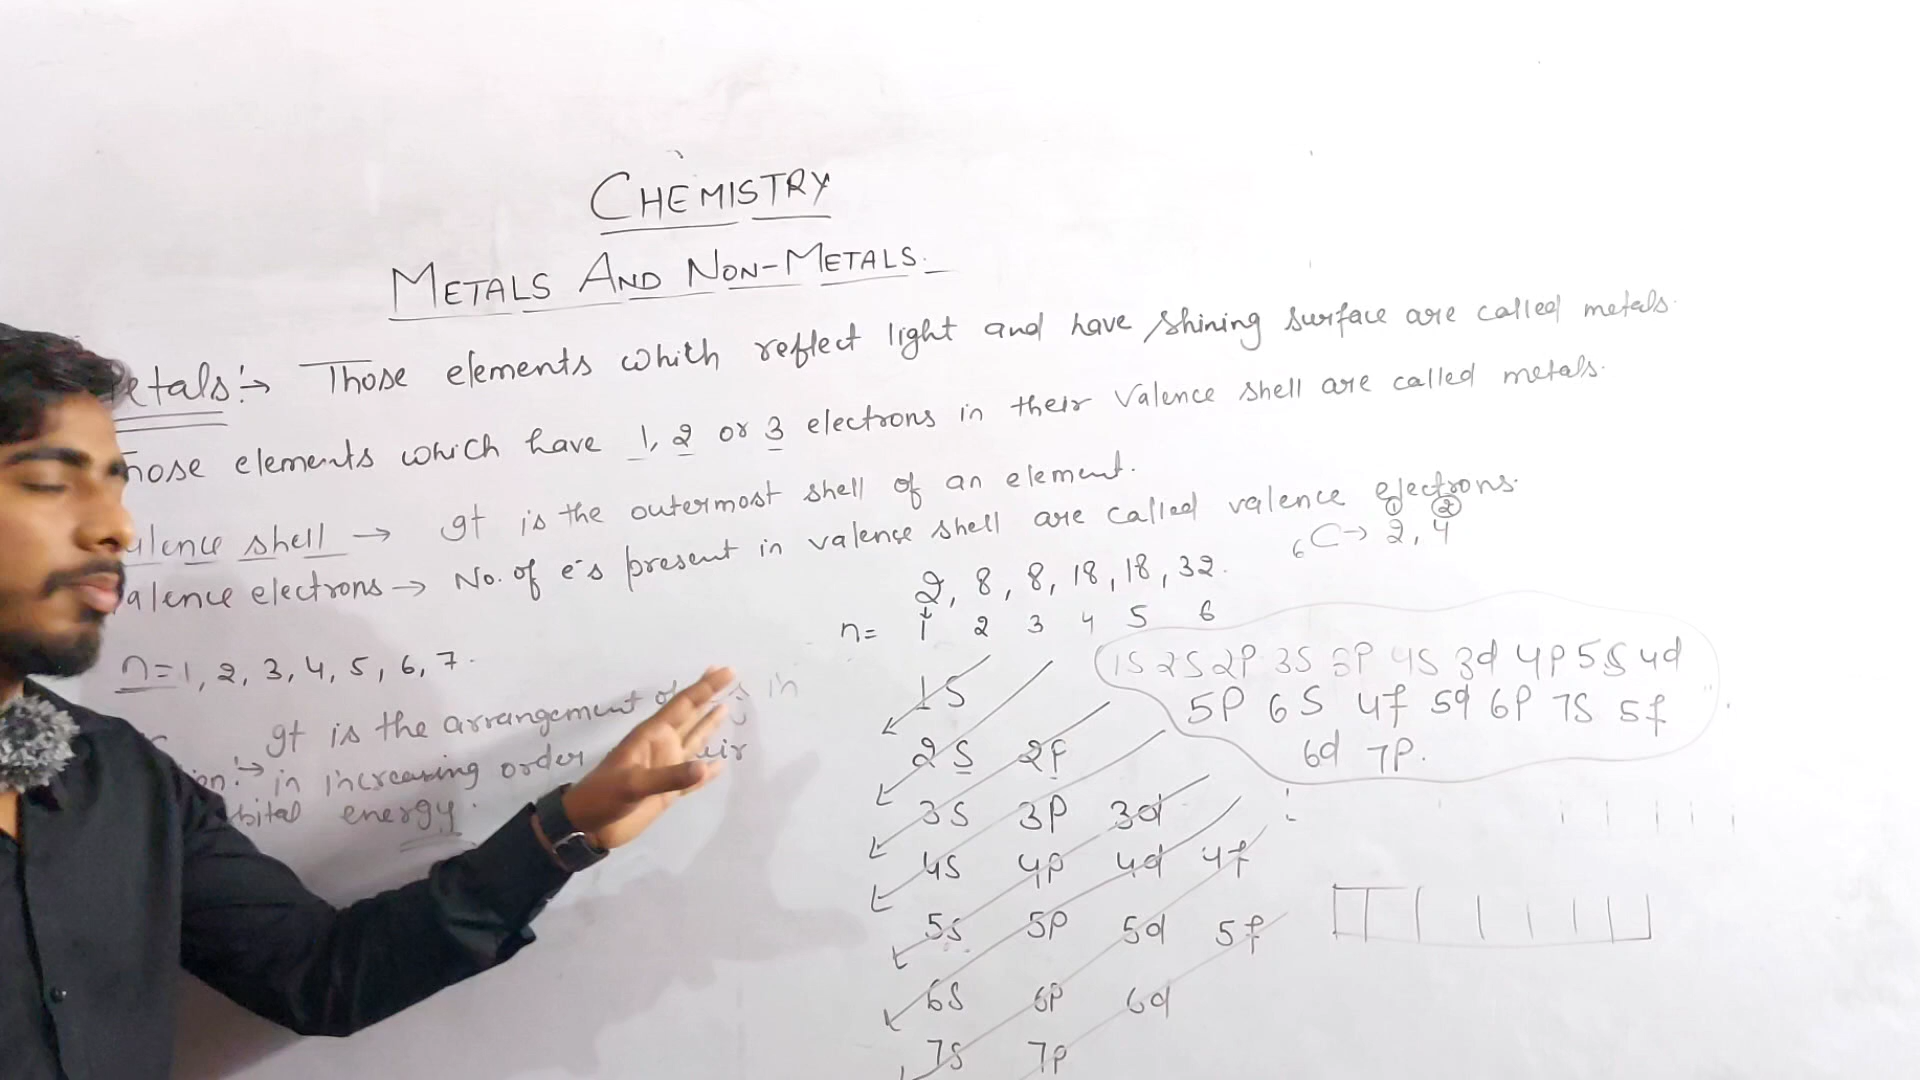 CHEMISTRY
METALS AND NON-METALS.
etals:→ Those elements which reflect light and have shining surface are called metals.
hose elements which have 1, 2 or 3 electrons in their Valence shell are called metals.
alence shell → It is the outermost shell of an element.
alence electrons → No. of e⁻s present in valence shell are called valence electrons.
₆C → 2, 4
① ②
2, 8, 8, 18, 18, 32.
n= 1 2 3 4 5 6
n=1, 2, 3, 4, 5, 6, 7.
It is the arrangement of s in
on:→ in increasing order eir
bital energy.
1S 2S 2P 3S 3P 4S 3d 4P 5S 4d
5P 6S 4f 5d 6P 7S 5f
6d 7P.
1S
2S 2P
3S 3P 3d
4S 4P 4d 4f
5S 5P 5d 5f
6S 6P 6d
7S 7P